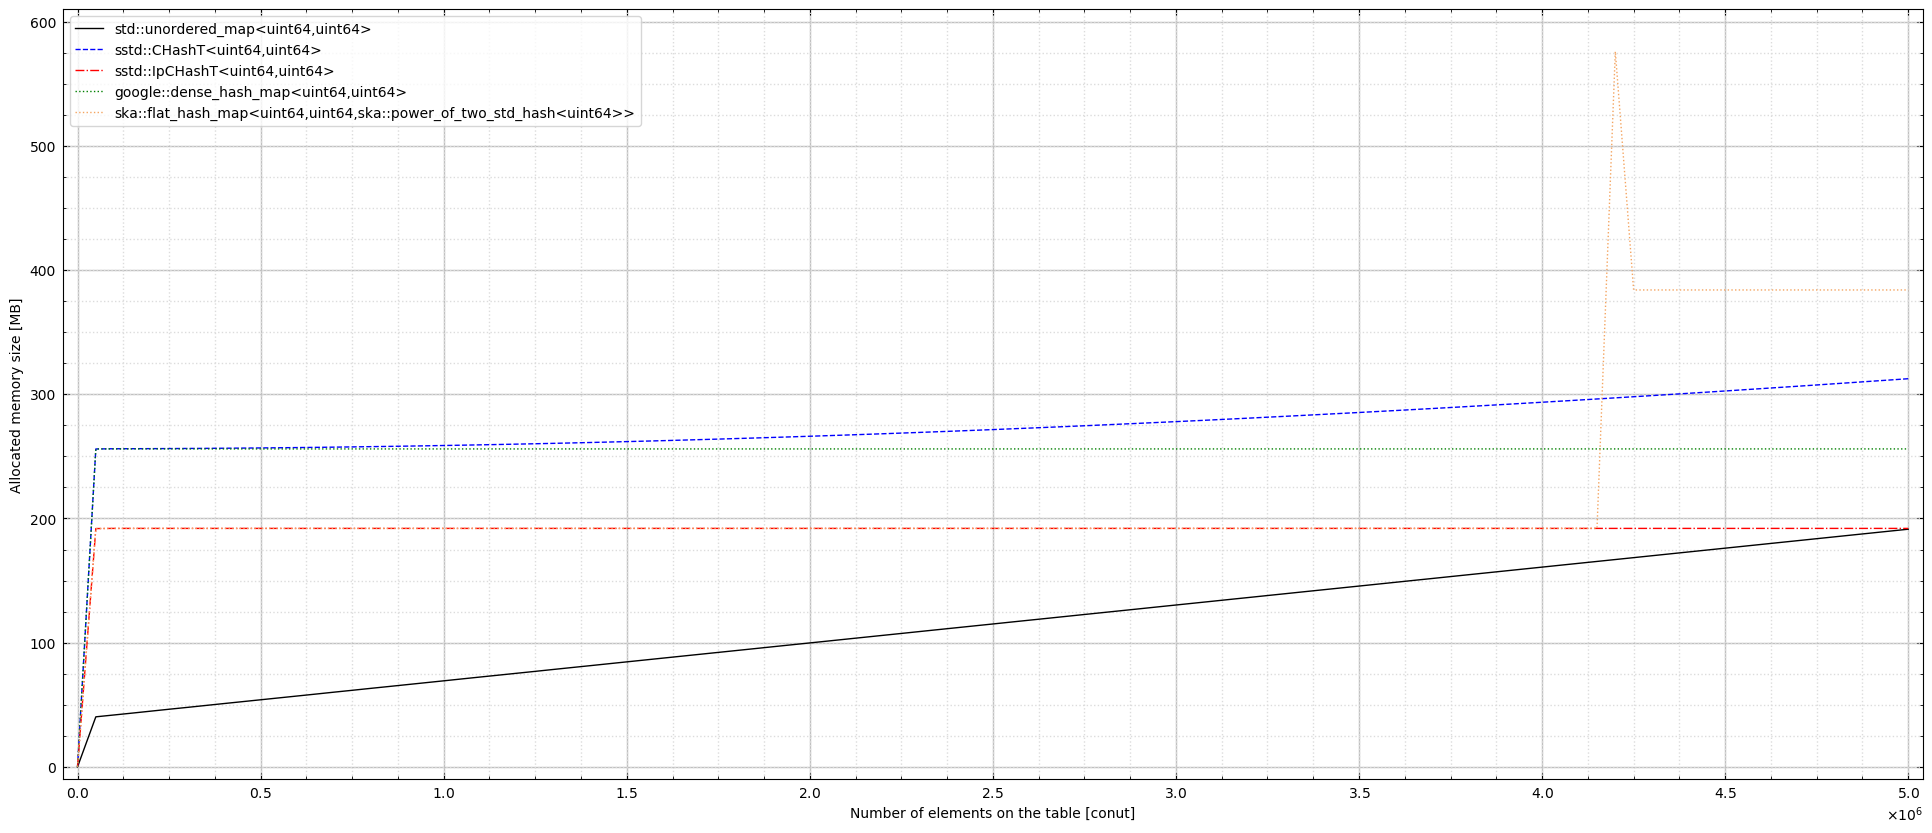 std::unordered_map<uint64,uint64>
sstd::CHashT<uint64,uint64>
sstd::IpCHashT<uint64,uint64>
google::dense_hash_map<uint64,uint64>
ska::flat_hash_map<uint64,uint64,ska::power_of_two_std_hash<uint64>>
600
500
400
300
200
100
0
Allocated memory size [MB]
0.0 0.5 1.0 1.5 2.0 2.5 3.0 3.5 4.0 4.5 5.0
Number of elements on the table [conut]
×10⁶